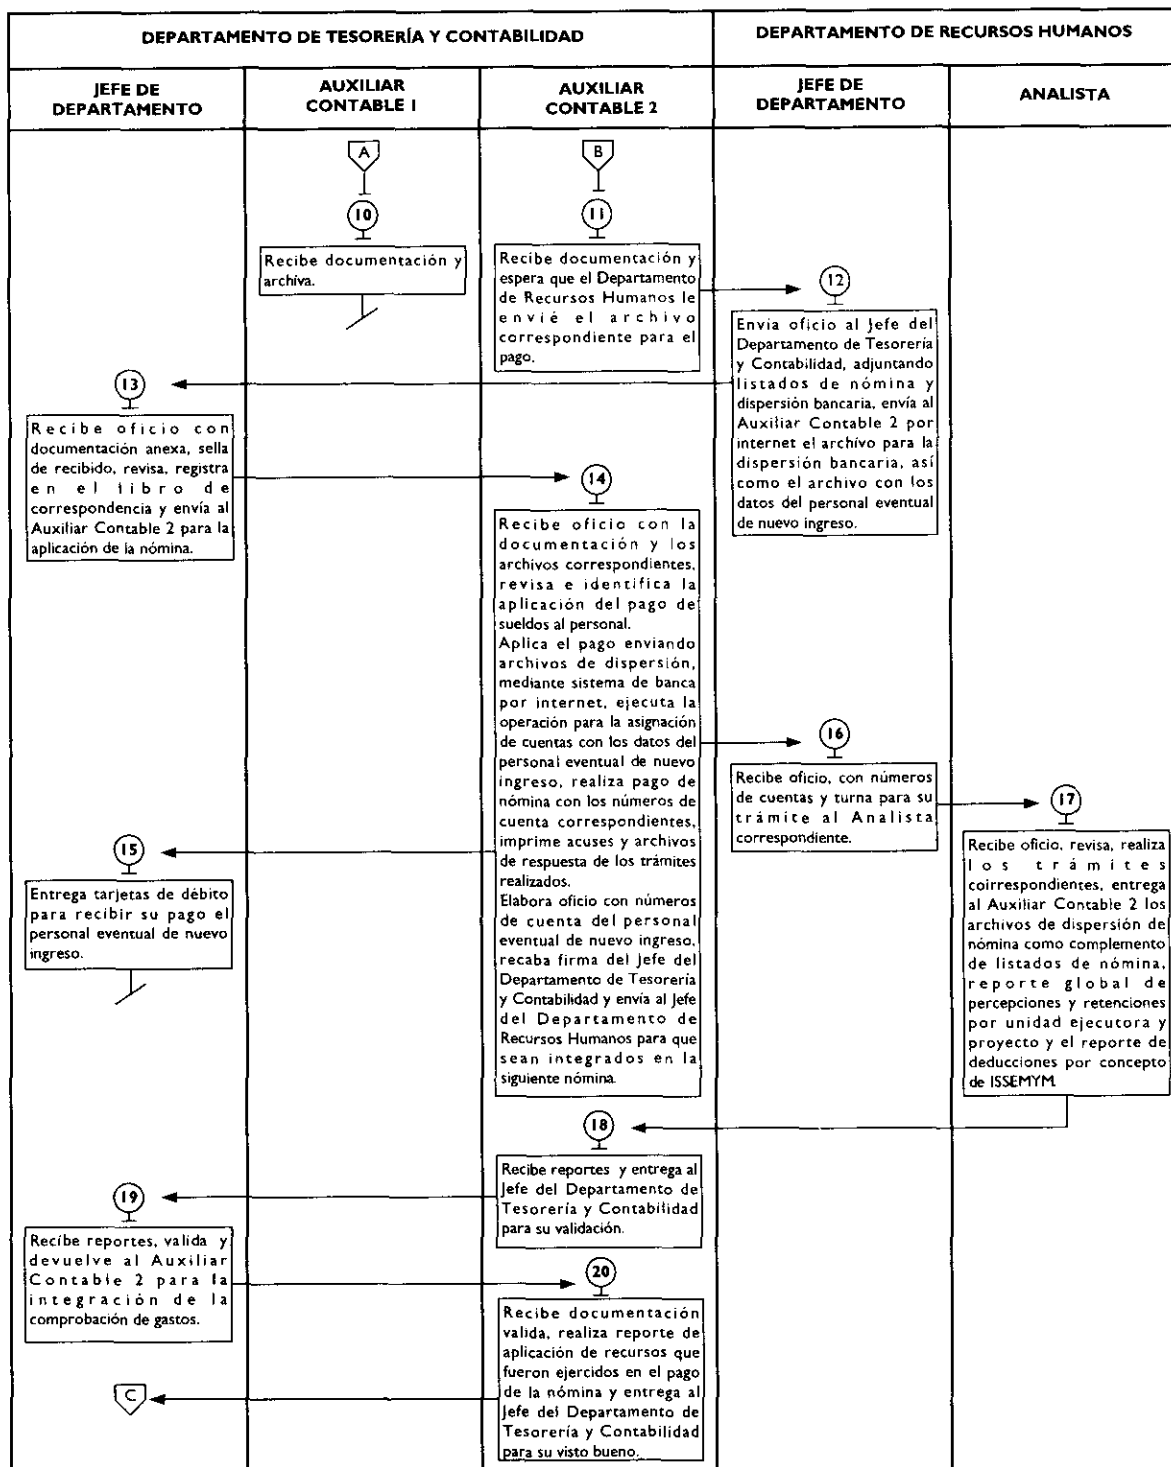 DEPARTAMENTO DE TESORERÍA Y CONTABILIDAD
DEPARTAMENTO DE RECURSOS HUMANOS
JEFE DE
DEPARTAMENTO
AUXILIAR
CONTABLE 1
AUXILIAR
CONTABLE 2
JEFE DE
DEPARTAMENTO
ANALISTA
A
B
10
Recibe documentación y
archiva.
11
Recibe documentación y
espera que el Departamento
de Recursos Humanos le
envié el archivo
correspondiente para el
pago.
12
Envia oficio al Jefe del
Departamento de Tesorería
y Contabilidad, adjuntando
listados de nómina y
dispersión bancaria, envía al
Auxiliar Contable 2 por
internet el archivo para la
dispersión bancaria, así
como el archivo con los
datos del personal eventual
de nuevo ingreso.
13
Recibe oficio con
documentación anexa, sella
de recibido, revisa, registra
en el libro de
correspondencia y envía al
Auxiliar Contable 2 para la
aplicación de la nómina.
14
Recibe oficio con la
documentación y los
archivos correspondientes,
revisa e identifica la
aplicación del pago de
sueldos al personal.
Aplica el pago enviando
archivos de dispersión,
mediante sistema de banca
por internet, ejecuta la
operación para la asignación
de cuentas con los datos del
personal eventual de nuevo
ingreso, realiza pago de
nómina con los números de
cuenta correspondientes,
imprime acuses y archivos
de respuesta de los trámites
realizados.
Elabora oficio con números
de cuenta del personal
eventual de nuevo ingreso,
recaba firma del Jefe del
Departamento de Tesorería
y Contabilidad y envía al Jefe
del Departamento de
Recursos Humanos para que
sean integrados en la
siguiente nómina.
15
Entrega tarjetas de débito
para recibir su pago el
personal eventual de nuevo
ingreso.
16
Recibe oficio, con números
de cuentas y turna para su
trámite al Analista
correspondiente.
17
Recibe oficio, revisa, realiza
los trámites
coirrespondientes, entrega
al Auxiliar Contable 2 los
archivos de dispersión de
nómina como complemento
de listados de nómina,
reporte global de
percepciones y retenciones
por unidad ejecutora y
proyecto y el reporte de
deducciones por concepto
de ISSEMYM.
18
Recibe reportes y entrega al
Jefe del Departamento de
Tesorería y Contabilidad
para su validación.
19
Recibe reportes, valida y
devuelve al Auxiliar
Contable 2 para la
integración de la
comprobación de gastos.
20
Recibe documentación
valida, realiza reporte de
aplicación de recursos que
fueron ejercidos en el pago
de la nómina y entrega al
Jefe del Departamento de
Tesorería y Contabilidad
para su visto bueno.
C